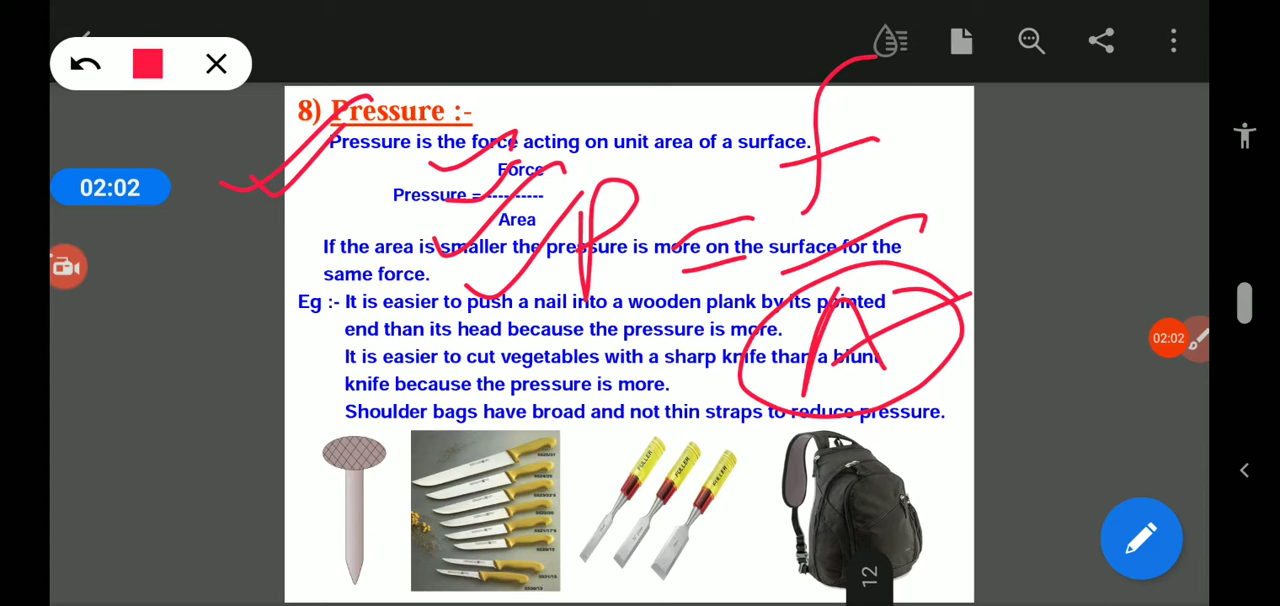 02:02
8) Pressure :-
Pressure is the force acting on unit area of a surface.
Force
Pressure = ----------
Area
If the area is smaller the pressure is more on the surface for the
same force.
Eg :- It is easier to push a nail into a wooden plank by its pointed
end than its head because the pressure is more.
It is easier to cut vegetables with a sharp knife than a blunt
knife because the pressure is more.
Shoulder bags have broad and not thin straps to reduce pressure.
P = f
A
FULLER
FULLER
FULLER
02:02
12